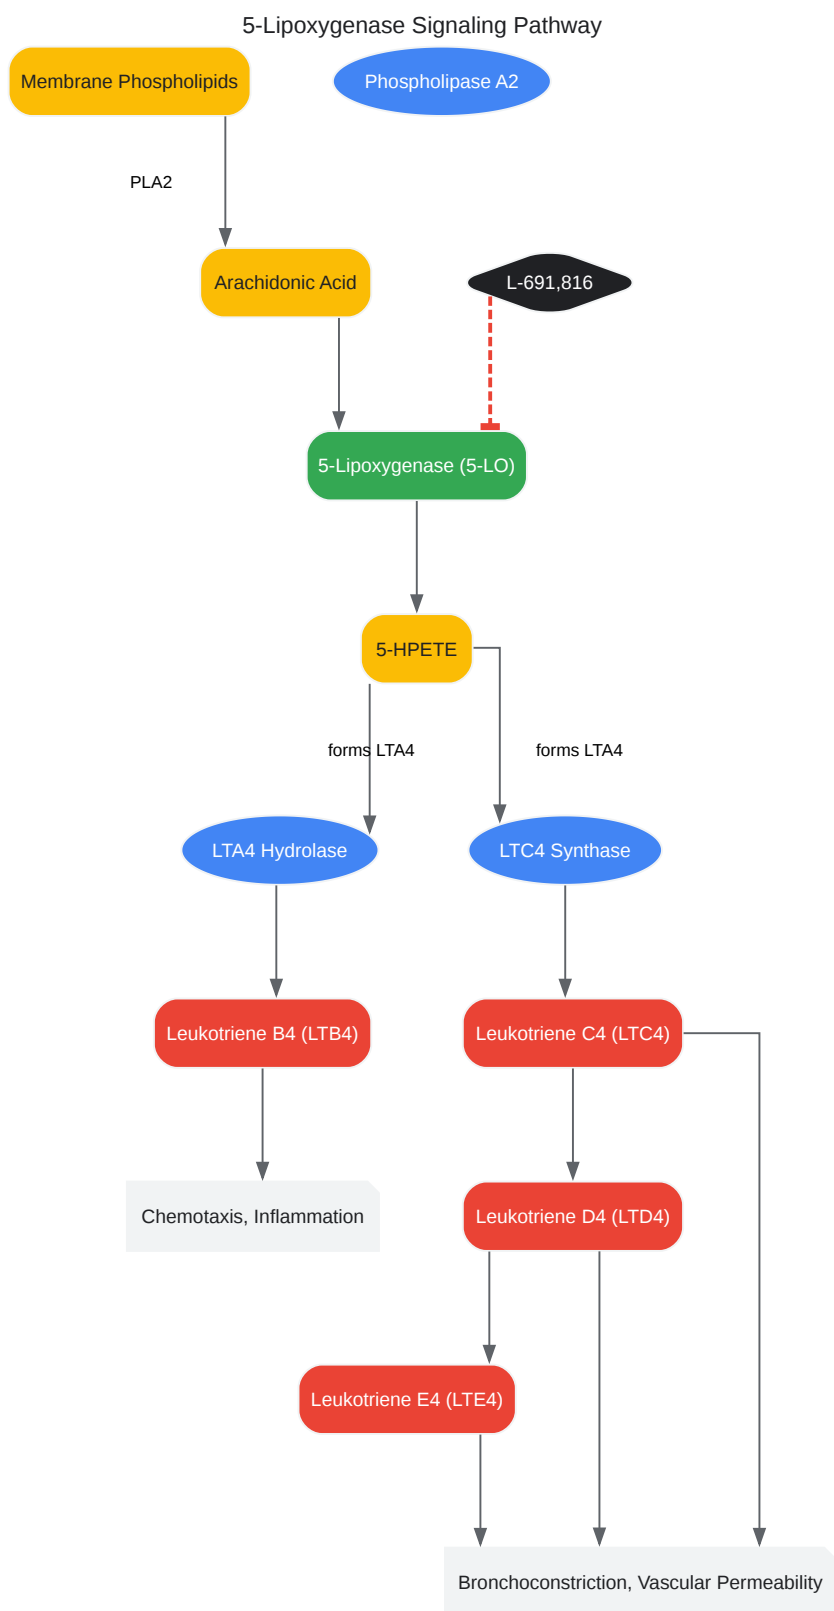 5-Lipoxygenase Signaling Pathway
Membrane Phospholipids
Phospholipase A2
PLA2
Arachidonic Acid
L-691,816
5-Lipoxygenase (5-LO)
5-HPETE
forms LTA4
forms LTA4
LTA4 Hydrolase
LTC4 Synthase
Leukotriene B4 (LTB4)
Leukotriene C4 (LTC4)
Chemotaxis, Inflammation
Leukotriene D4 (LTD4)
Leukotriene E4 (LTE4)
Bronchoconstriction, Vascular Permeability